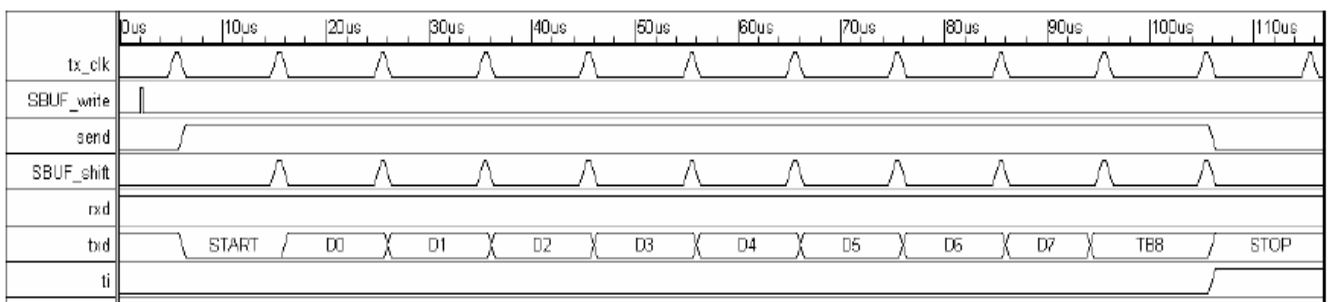 0us 10us 20us 30us 40us 50us 60us 70us 80us 90us 100us 110us
tx_clk
SBUF_write
send
SBUF_shift
rxd
txd START D0 D1 D2 D3 D4 D5 D6 D7 TB8 STOP
ti